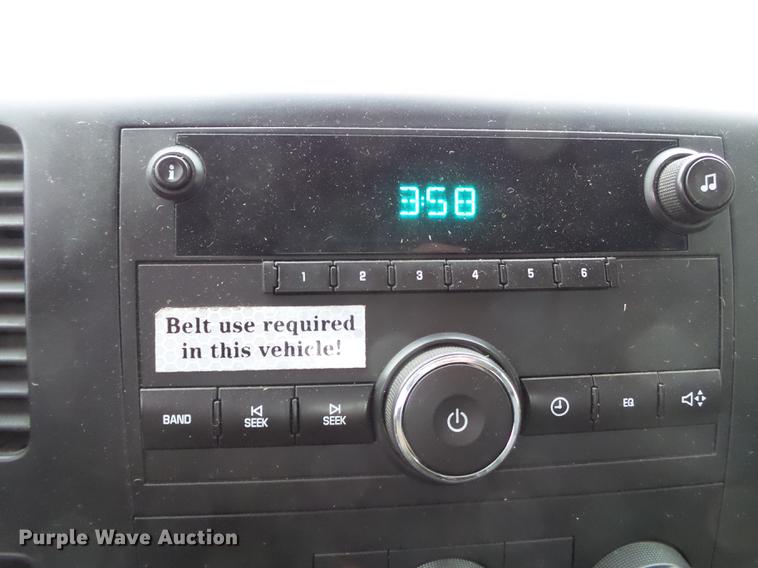 i
3:50
1 2 3 4 5 6
Belt use required
in this vehicle!
BAND SEEK SEEK EQ
Purple Wave Auction